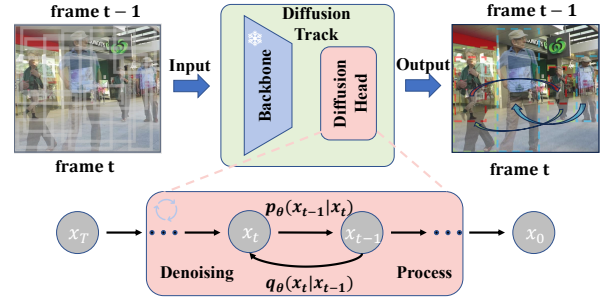 frame t − 1
Input
Diffusion
Track
Backbone
Diffusion
Head
Output
frame t − 1
frame t
frame t
x_T
• • •
p_θ(x_{t−1}|x_t)
x_t
x_{t−1}
• • •
x_0
Denoising
q_θ(x_t|x_{t−1})
Process